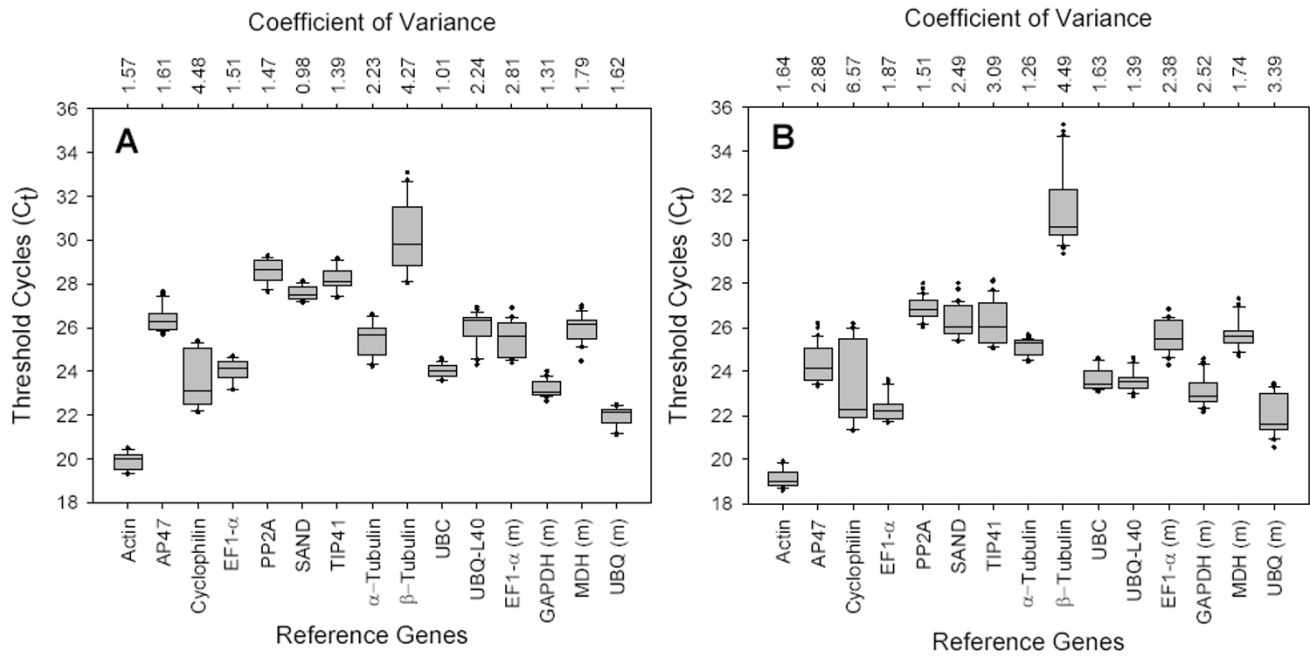 Coefficient of Variance
1.57 1.61 4.48 1.51 1.47 0.98 1.39 2.23 4.27 1.01 2.24 2.81 1.31 1.79 1.62
A
Threshold Cycles (Ct)
36
34
32
30
28
26
24
22
20
18
Actin AP47 Cyclophilin EF1-α PP2A SAND TIP41 α-Tubulin β-Tubulin UBC UBQ-L40 EF1-α (m) GAPDH (m) MDH (m) UBQ (m)
Reference Genes
Coefficient of Variance
1.64 2.88 6.57 1.87 1.51 2.49 3.09 1.26 4.49 1.63 1.39 2.38 2.52 1.74 3.39
B
Threshold Cycles (Ct)
36
34
32
30
28
26
24
22
20
18
Actin AP47 Cyclophilin EF1-α PP2A SAND TIP41 α-Tubulin β-Tubulin UBC UBQ-L40 EF1-α (m) GAPDH (m) MDH (m) UBQ (m)
Reference Genes